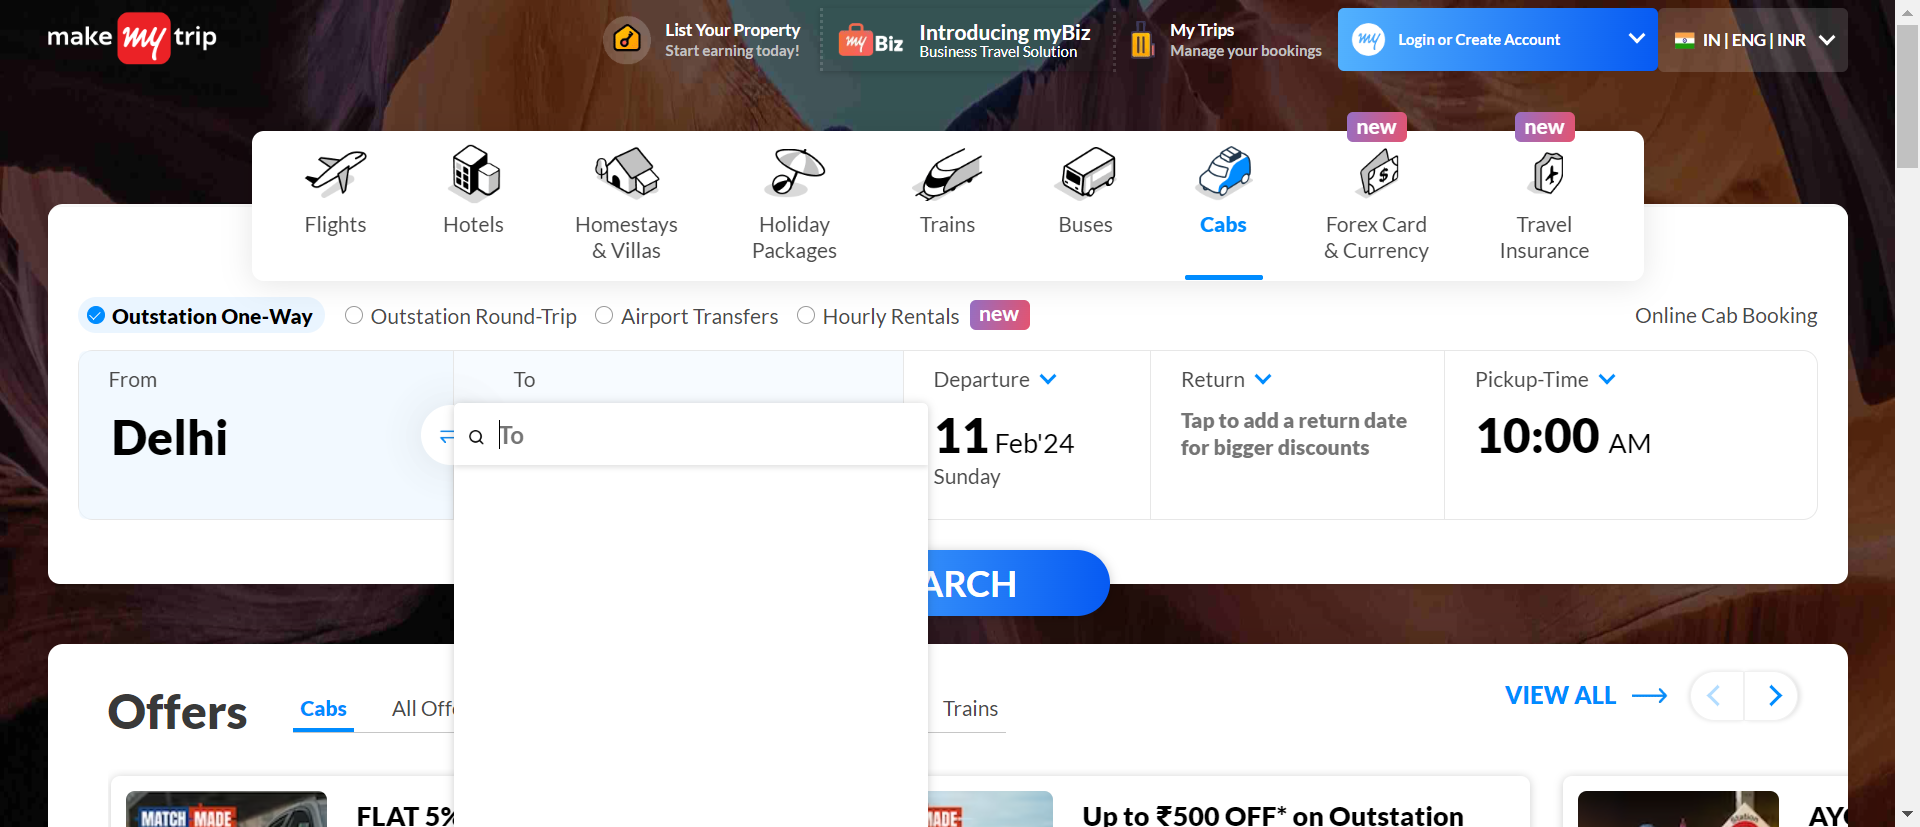 make my trip
List Your Property
Start earning today!
my Biz
Introducing myBiz
Business Travel Solution
My Trips
Manage your bookings
my
Login or Create Account
IN | ENG | INR
new
new
Flights
Hotels
Homestays
& Villas
Holiday
Packages
Trains
Buses
Cabs
Forex Card
& Currency
Travel
Insurance
Outstation One-Way
Outstation Round-Trip
Airport Transfers
Hourly Rentals
new
Online Cab Booking
From
Delhi
To
To
Departure
11 Feb'24
Sunday
Return
Tap to add a return date
for bigger discounts
Pickup-Time
10:00 AM
ARCH
Offers
Cabs
All Offe
Trains
VIEW ALL
MATCH MADE
FLAT 5%
MADE
Up to ₹500 OFF* on Outstation
AYO